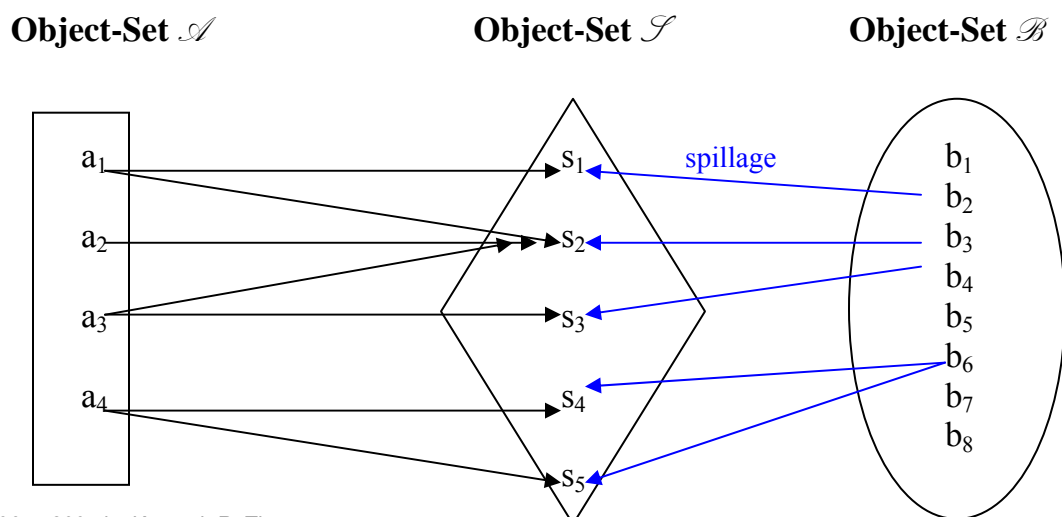 Object-Set 𝒜 Object-Set 𝒮 Object-Set ℬ
spillage
a₁ s₁ b₁
b₂
a₂ s₂ b₃
b₄
a₃ s₃ b₅
b₆
a₄ s₄ b₇
b₈
s₅